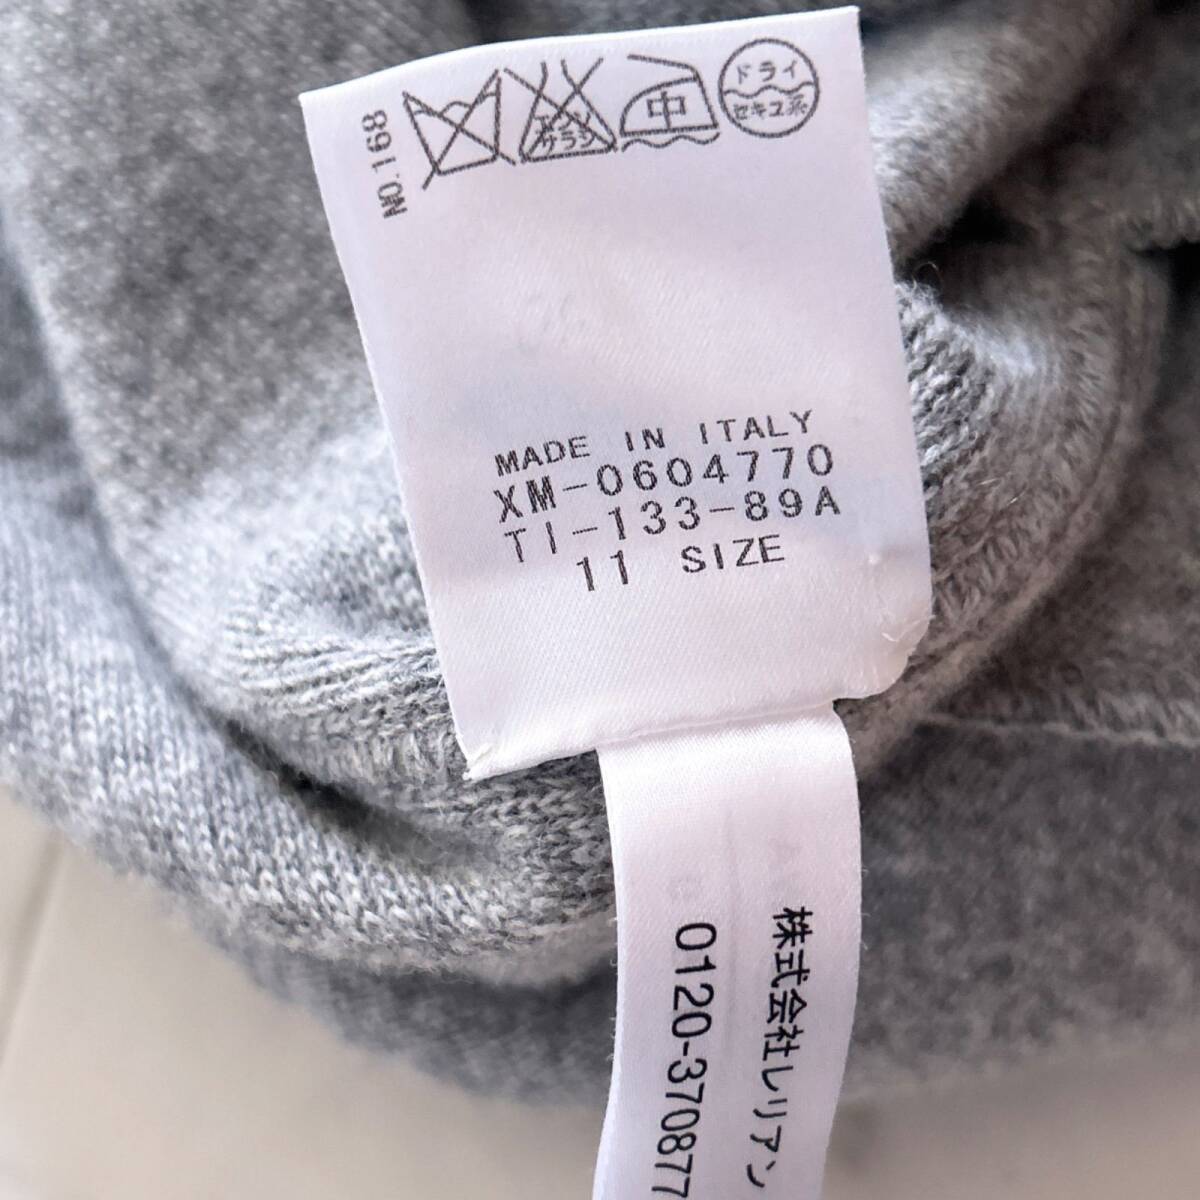 NO.168
エンソ
サラシ
中
ドライ
セキユ系
MADE IN ITALY
XM-0604770
TI-133-89A
11 SIZE
株式会社レリアン
0120-370877